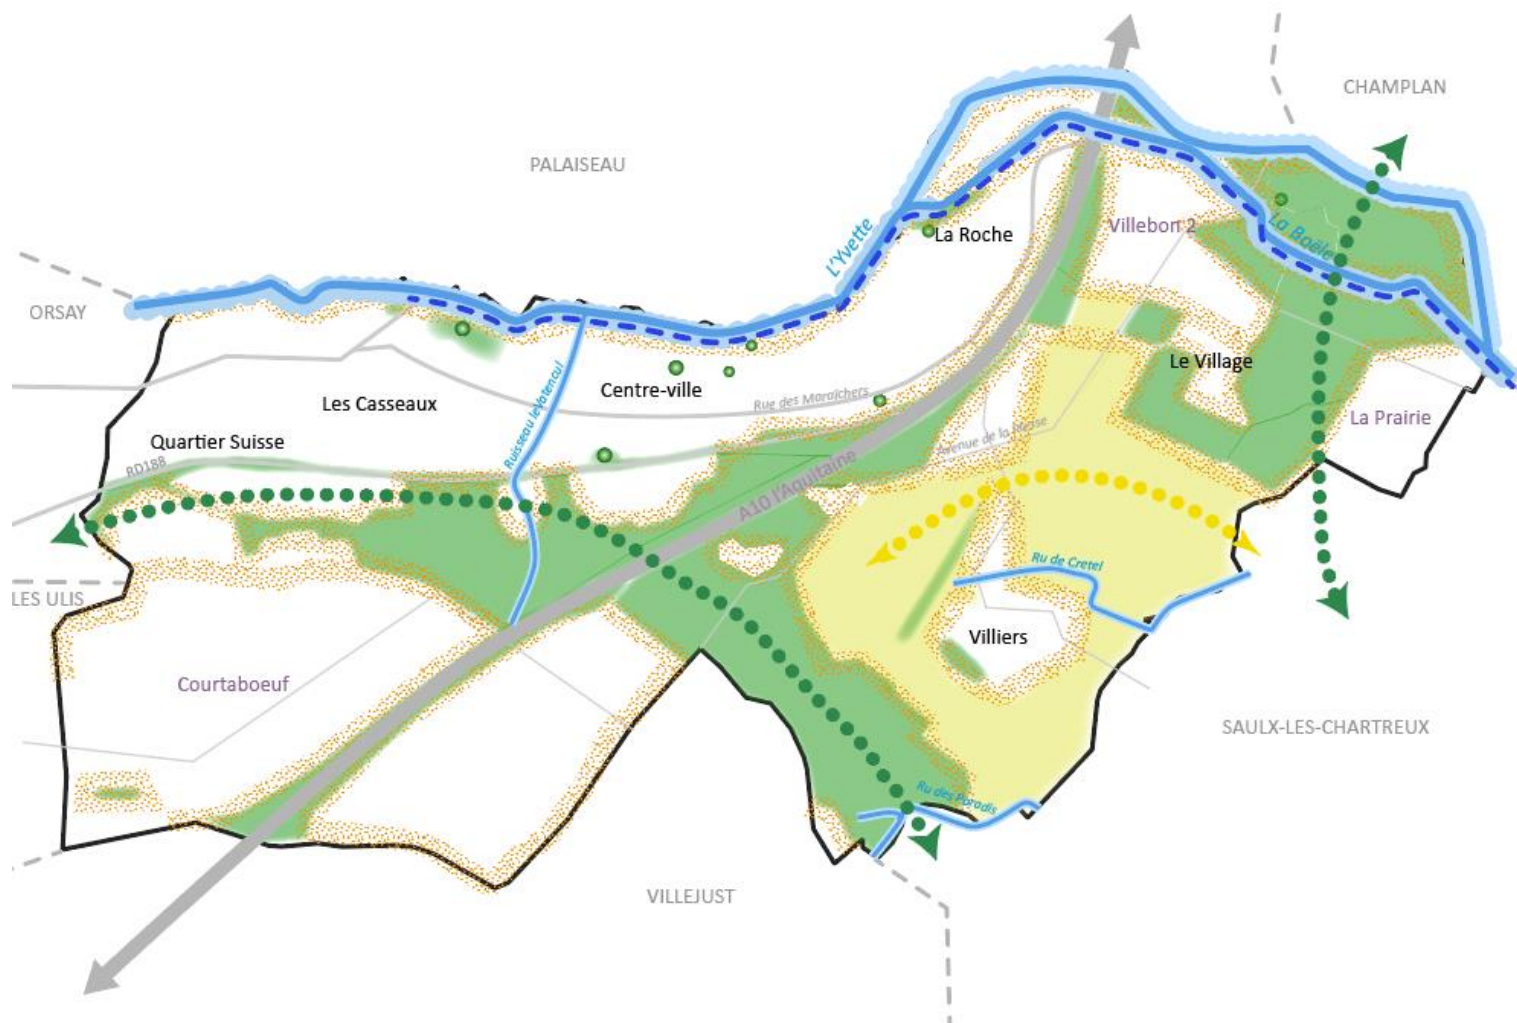 CHAMPLAN
PALAISEAU
L'Yvette
La Roche
Villebon 2
La Boële
ORSAY
Le Village
Ruisseau le Vatencul
Centre-ville
Rue des Maraîchers
Les Casseaux
La Prairie
Quartier Suisse
RD188
Avenue de la Plesse
A10 l'Aquitaine
Ru de Cretel
LES ULIS
Villiers
Courtaboeuf
SAULX-LES-CHARTREUX
Ru des Paradis
VILLEJUST